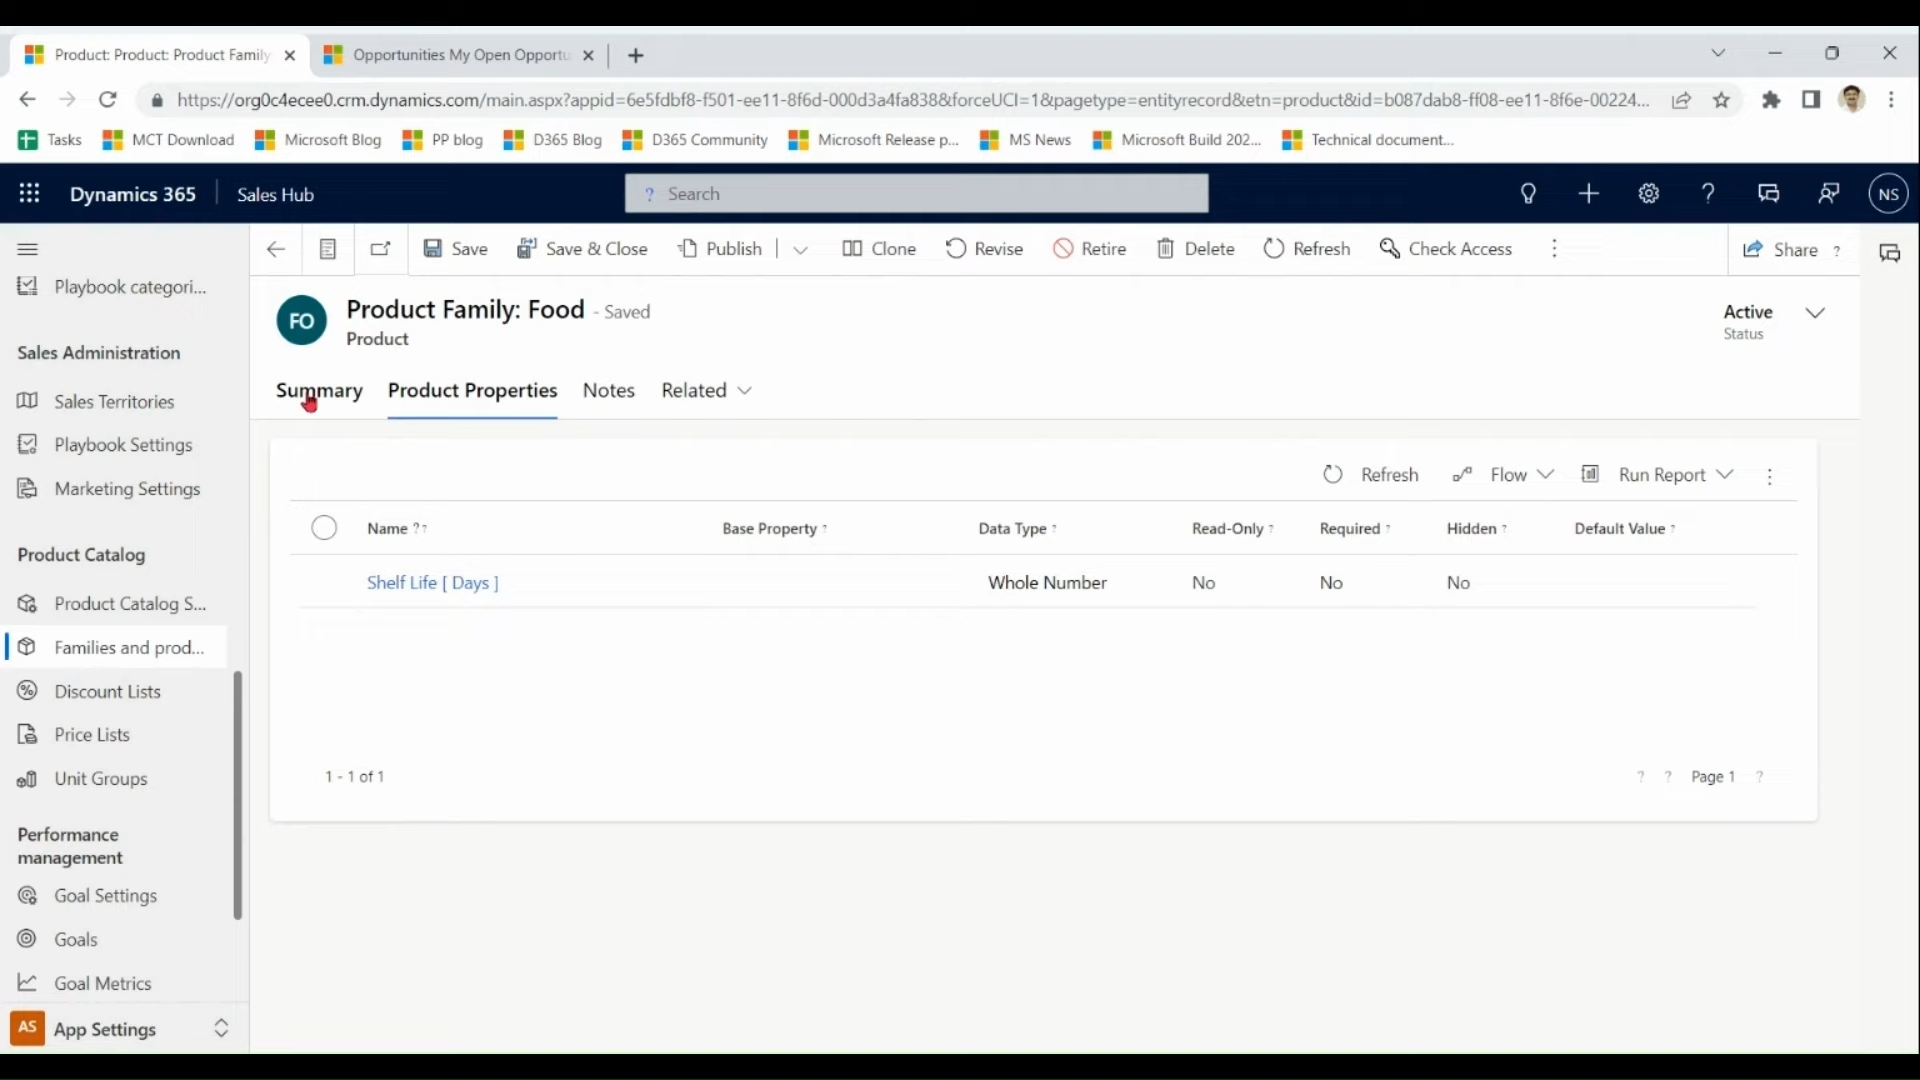 Product: Product: Product Family
Opportunities My Open Opportu
https://org0c4ecee0.crm.dynamics.com/main.aspx?appid=6e5fdbf8-f501-ee11-8f6d-000d3a4fa838&forceUCI=1&pagetype=entityrecord&etn=product&id=b087dab8-ff08-ee11-8f6e-00224...
Tasks
MCT Download
Microsoft Blog
PP blog
D365 Blog
D365 Community
Microsoft Release p...
MS News
Microsoft Build 202...
Technical document...
Dynamics 365
Sales Hub
? Search
NS
Save
Save & Close
Publish
Clone
Revise
Retire
Delete
Refresh
Check Access
Share ?
Playbook categori...
Sales Administration
Sales Territories
Playbook Settings
Marketing Settings
Product Catalog
Product Catalog S...
Families and prod...
Discount Lists
Price Lists
Unit Groups
Performance
management
Goal Settings
Goals
Goal Metrics
AS App Settings
FO
Product Family: Food - Saved
Product
Active
Status
Summary
Product Properties
Notes
Related
Refresh
Flow
Run Report
Name ??
Base Property ?
Data Type ?
Read-Only ?
Required ?
Hidden ?
Default Value ?
Shelf Life [ Days ]
Whole Number
No
No
No
1 - 1 of 1
? ? Page 1 ?